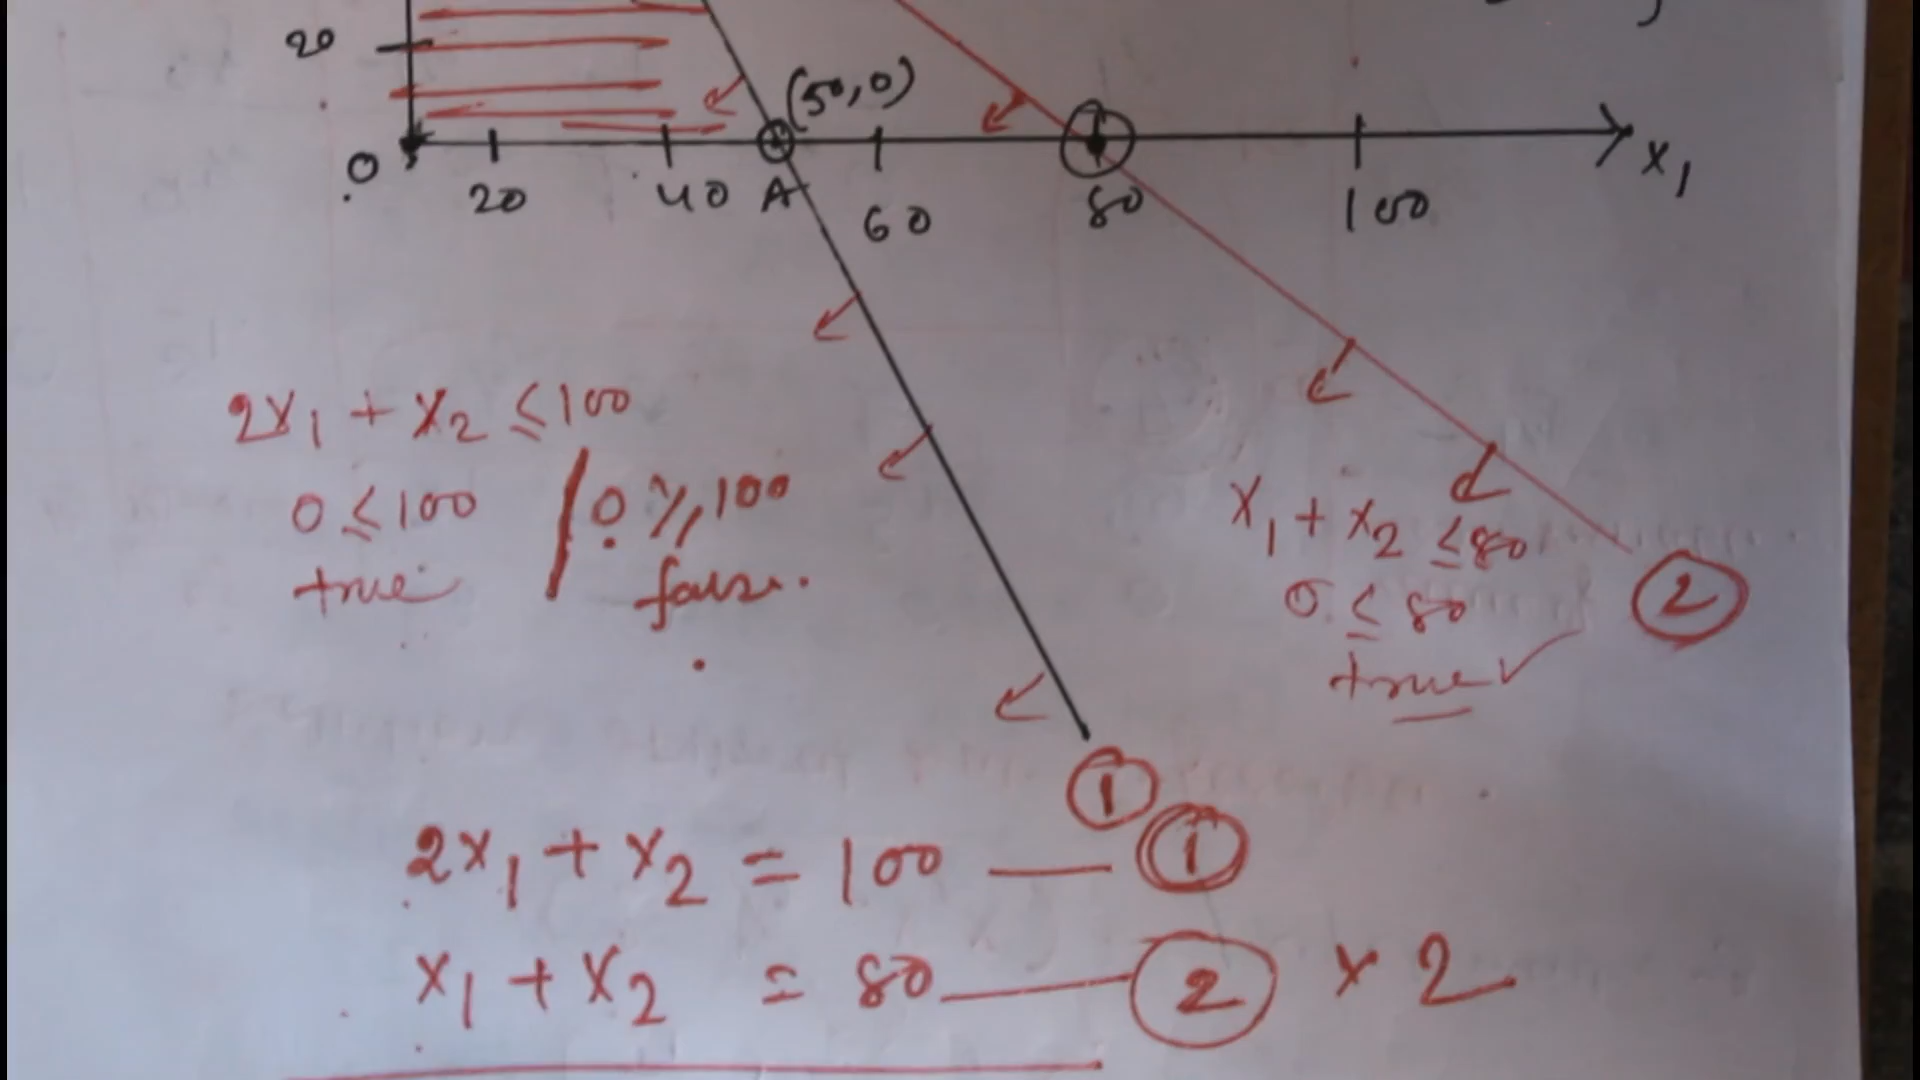 20
(50,0)
0 20 40 A 60 80 100 x₁
2x₁ + x₂ ≤ 100
0 ≤ 100 / 0 ≥ 100
true
x₁ + x₂ ≤ 80
0 ≤ 80
true ✓
2
1
2x₁ + x₂ = 100 — 1
x₁ + x₂ = 80 — 2 × 2